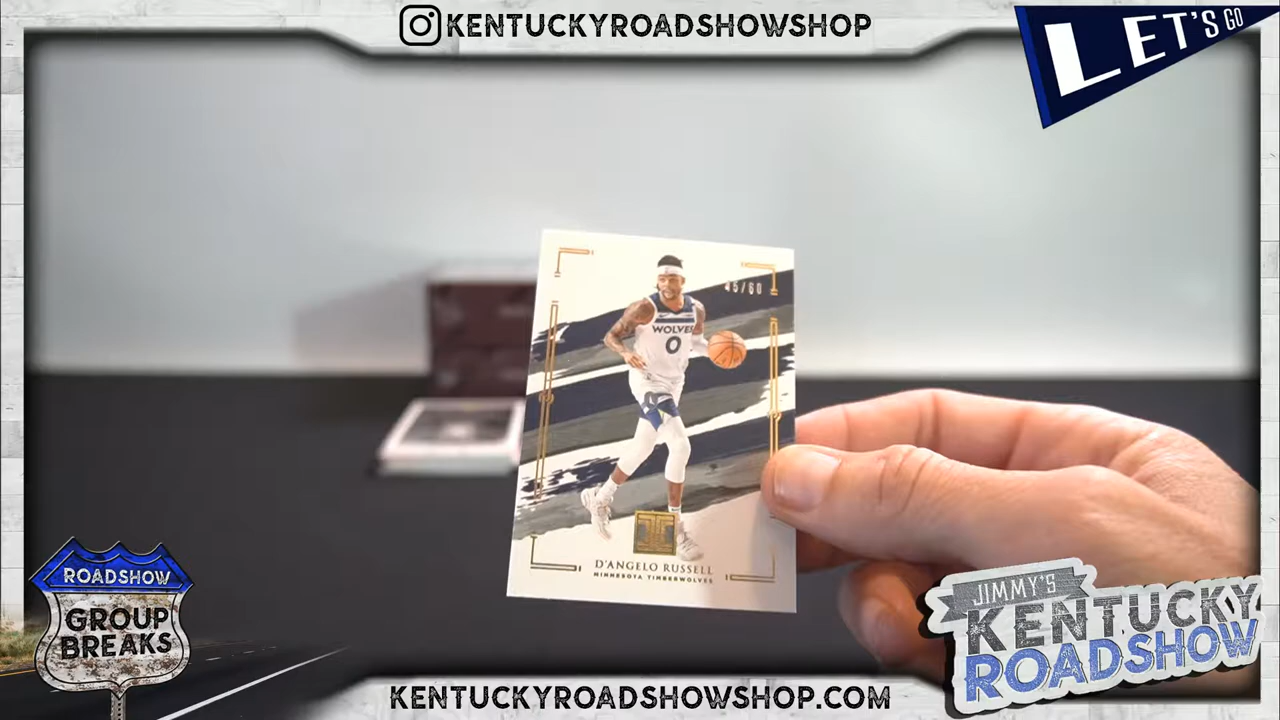 KENTUCKYROADSHOWSHOP
LET'S GO
45/60
WOLVES
0
D'ANGELO RUSSELL
MINNESOTA TIMBERWOLVES
ROADSHOW
GROUP
BREAKS
JIMMY'S
KENTUCKY
ROADSHOW
KENTUCKYROADSHOWSHOP.COM